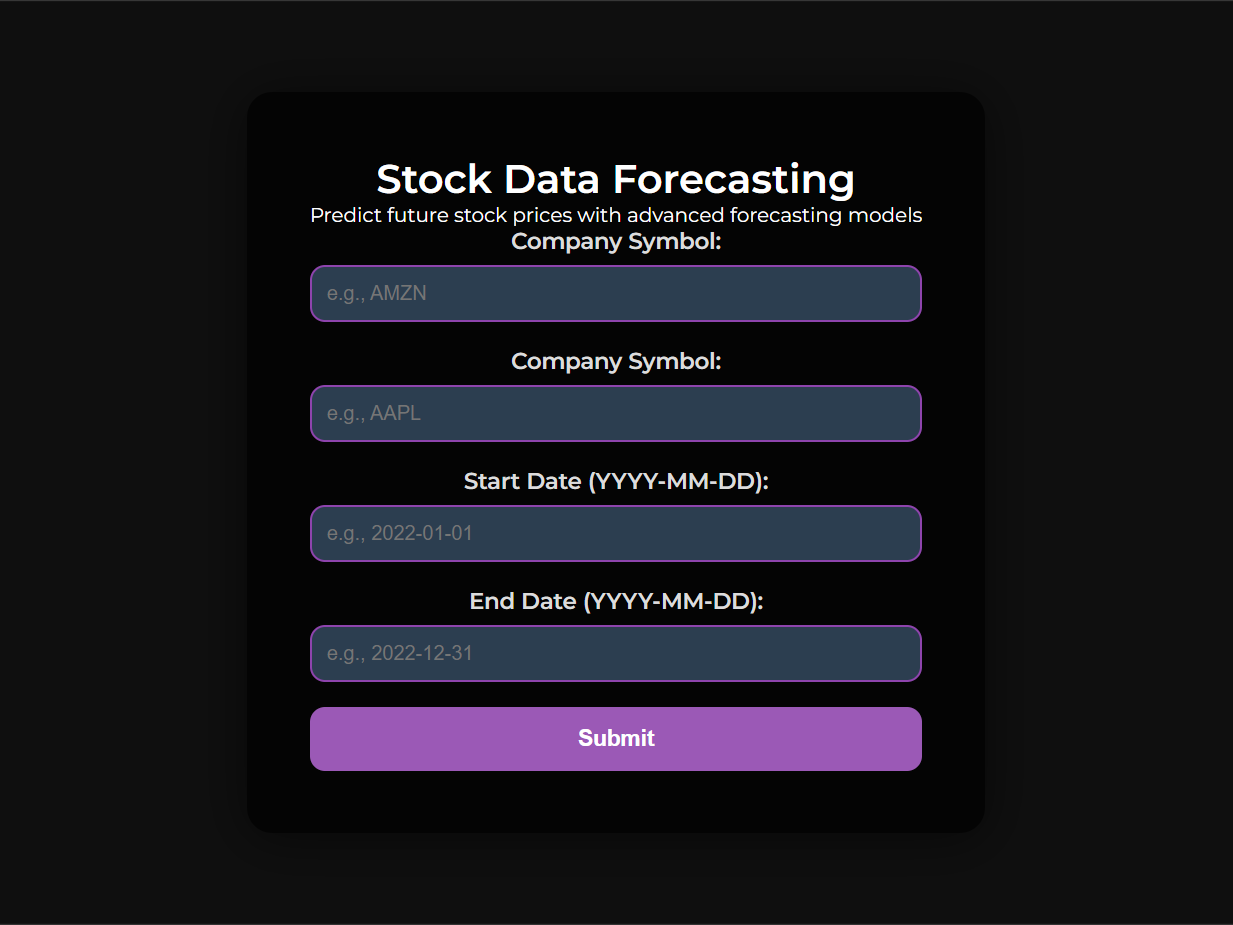 Stock Data Forecasting
Predict future stock prices with advanced forecasting models
Company Symbol:
e.g., AMZN
Company Symbol:
e.g., AAPL
Start Date (YYYY-MM-DD):
e.g., 2022-01-01
End Date (YYYY-MM-DD):
e.g., 2022-12-31
Submit